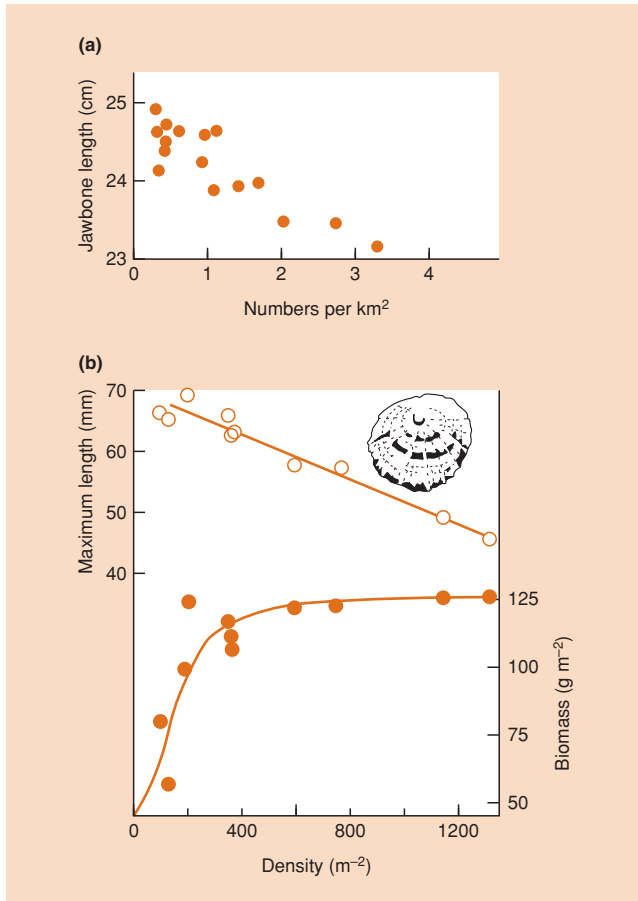 (a)
Jawbone length (cm)
25
24
23
0 1 2 3 4
Numbers per km²
(b)
Maximum length (mm)
70
60
50
40
125
100
75
50
Biomass (g m⁻²)
0 400 800 1200
Density (m⁻²)